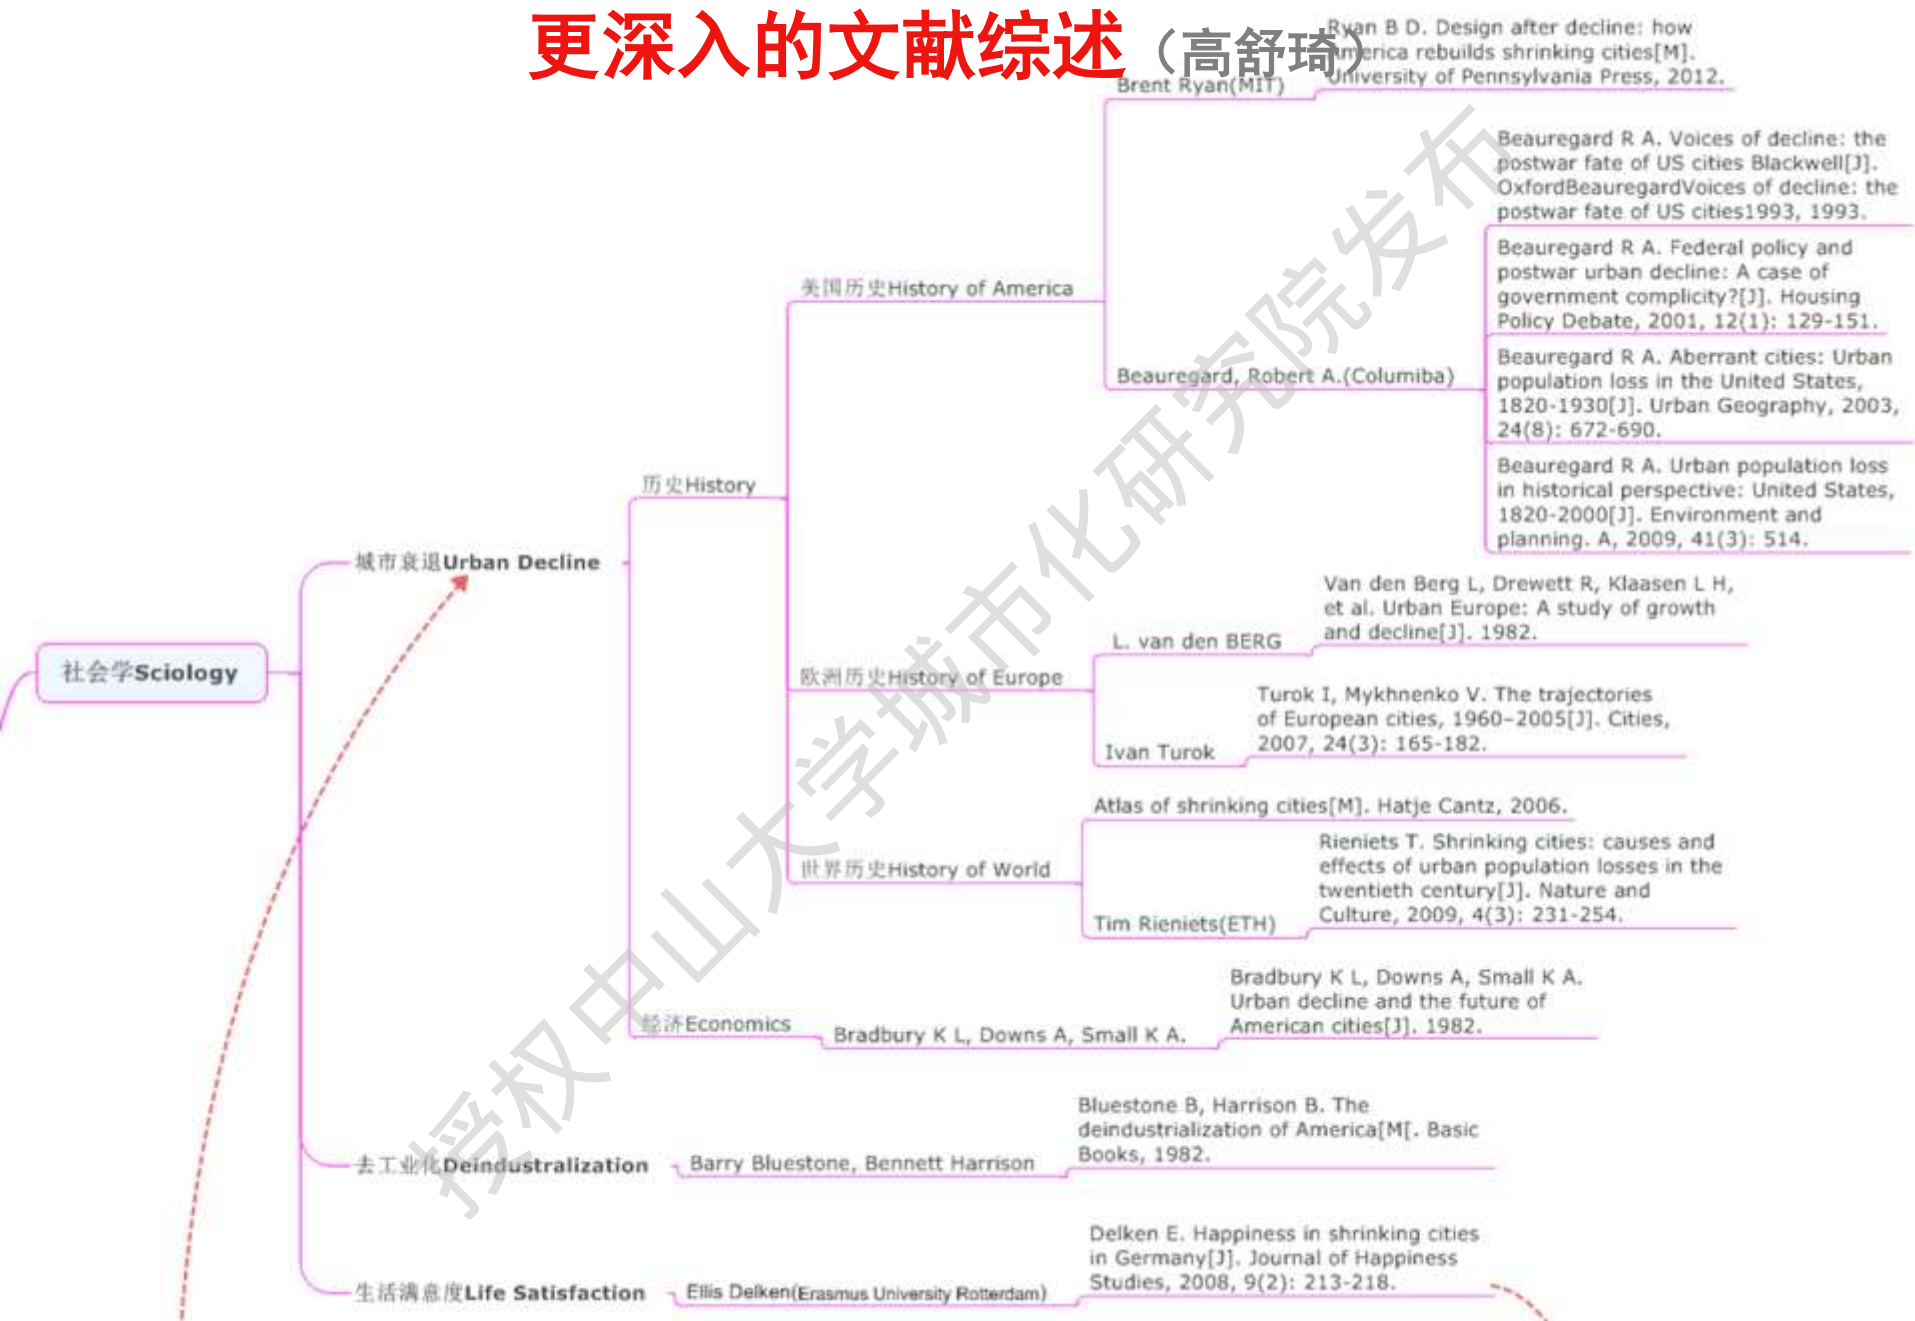 更深入的文献综述（高舒琦）
Ryan B D. Design after decline: how
America rebuilds shrinking cities[M].
University of Pennsylvania Press, 2012.
Brent Ryan(MIT)
Beauregard R A. Voices of decline: the
postwar fate of US cities Blackwell[J].
OxfordBeauregardVoices of decline: the
postwar fate of US cities1993, 1993.
Beauregard R A. Federal policy and
postwar urban decline: A case of
government complicity?[J]. Housing
Policy Debate, 2001, 12(1): 129-151.
美国历史History of America
Beauregard, Robert A.(Columiba)
Beauregard R A. Aberrant cities: Urban
population loss in the United States,
1820-1930[J]. Urban Geography, 2003,
24(8): 672-690.
Beauregard R A. Urban population loss
in historical perspective: United States,
1820-2000[J]. Environment and
planning. A, 2009, 41(3): 514.
历史History
城市衰退Urban Decline
Van den Berg L, Drewett R, Klaasen L H,
et al. Urban Europe: A study of growth
and decline[J]. 1982.
L. van den BERG
社会学Sciology
欧洲历史History of Europe
Turok I, Mykhnenko V. The trajectories
of European cities, 1960–2005[J]. Cities,
2007, 24(3): 165-182.
Ivan Turok
Atlas of shrinking cities[M]. Hatje Cantz, 2006.
世界历史History of World
Rieniets T. Shrinking cities: causes and
effects of urban population losses in the
twentieth century[J]. Nature and
Culture, 2009, 4(3): 231-254.
Tim Rieniets(ETH)
经济Economics
Bradbury K L, Downs A, Small K A.
Bradbury K L, Downs A, Small K A.
Urban decline and the future of
American cities[J]. 1982.
去工业化Deindustralization
Barry Bluestone, Bennett Harrison
Bluestone B, Harrison B. The
deindustrialization of America[M[. Basic
Books, 1982.
生活满意度Life Satisfaction
Ellis Delken(Erasmus University Rotterdam)
Delken E. Happiness in shrinking cities
in Germany[J]. Journal of Happiness
Studies, 2008, 9(2): 213-218.
授权中山大学城市化研究院发布